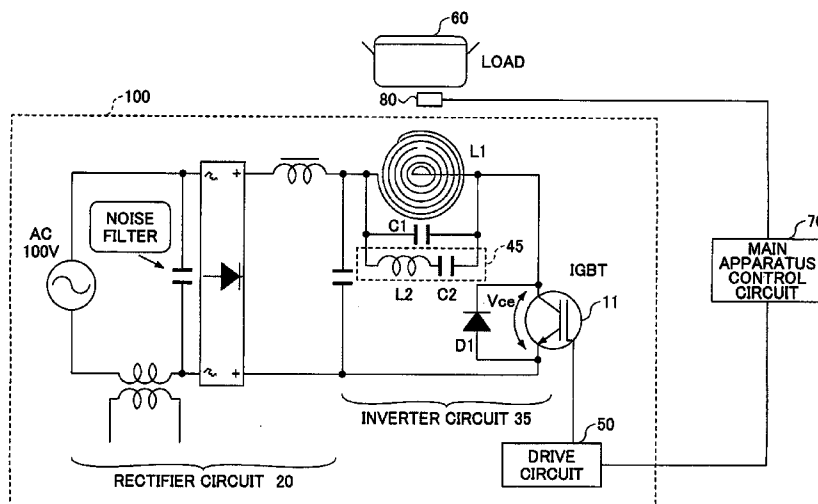 60
LOAD
80
100
L1
AC
100V
NOISE
FILTER
~
+
C1
45
L2
C2
IGBT
Vce
11
D1
~
+
70
MAIN
APPARATUS
CONTROL
CIRCUIT
INVERTER CIRCUIT 35
50
DRIVE
CIRCUIT
RECTIFIER CIRCUIT 20